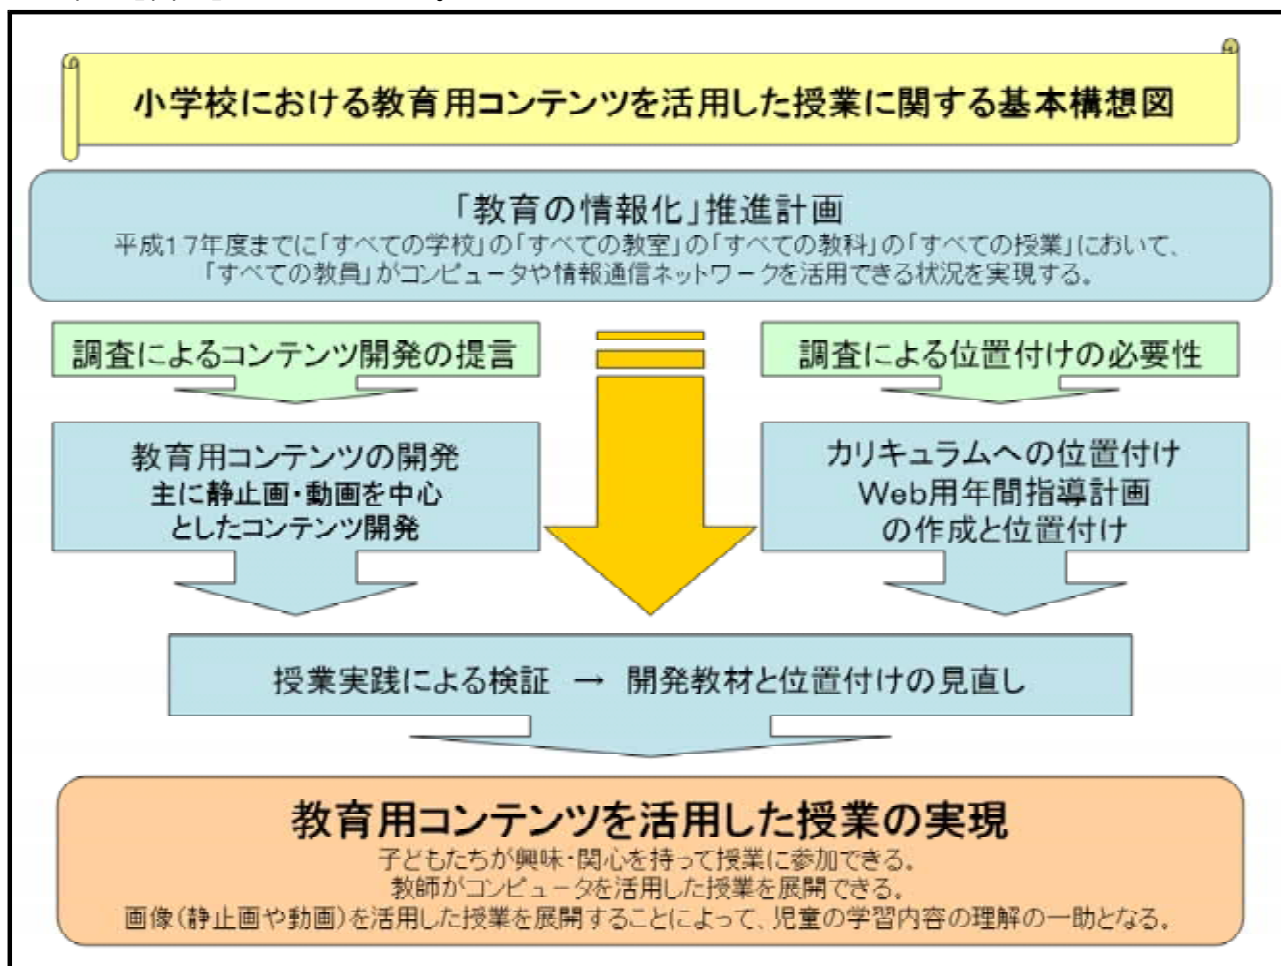 小学校における教育用コンテンツを活用した授業に関する基本構想図
「教育の情報化」推進計画
平成17年度までに「すべての学校」の「すべての教室」の「すべての教科」の「すべての授業」において、
「すべての教員」がコンピュータや情報通信ネットワークを活用できる状況を実現する。
調査によるコンテンツ開発の提言
調査による位置付けの必要性
教育用コンテンツの開発
主に静止画・動画を中心
としたコンテンツ開発
カリキュラムへの位置付け
Web用年間指導計画
の作成と位置付け
授業実践による検証 → 開発教材と位置付けの見直し
教育用コンテンツを活用した授業の実現
子どもたちが興味・関心を持って授業に参加できる。
教師がコンピュータを活用した授業を展開できる。
画像(静止画や動画)を活用した授業を展開することによって、児童の学習内容の理解の一助となる。